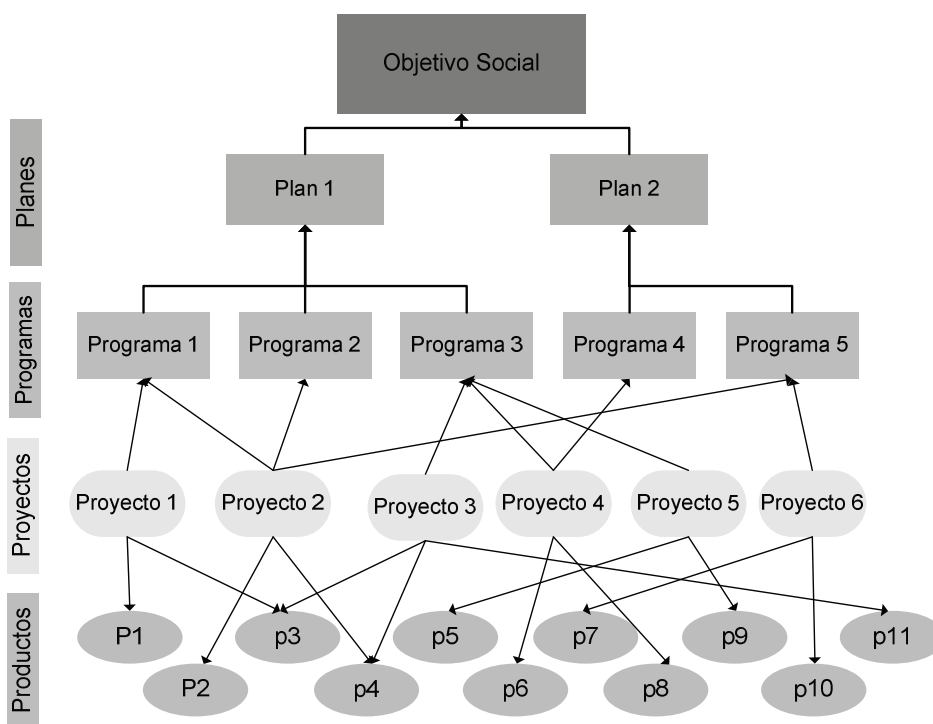 Objetivo Social
Planes
Plan 1
Plan 2
Programas
Programa 1
Programa 2
Programa 3
Programa 4
Programa 5
Proyectos
Proyecto 1
Proyecto 2
Proyecto 3
Proyecto 4
Proyecto 5
Proyecto 6
Productos
P1
p3
p5
p7
p9
p11
P2
p4
p6
p8
p10